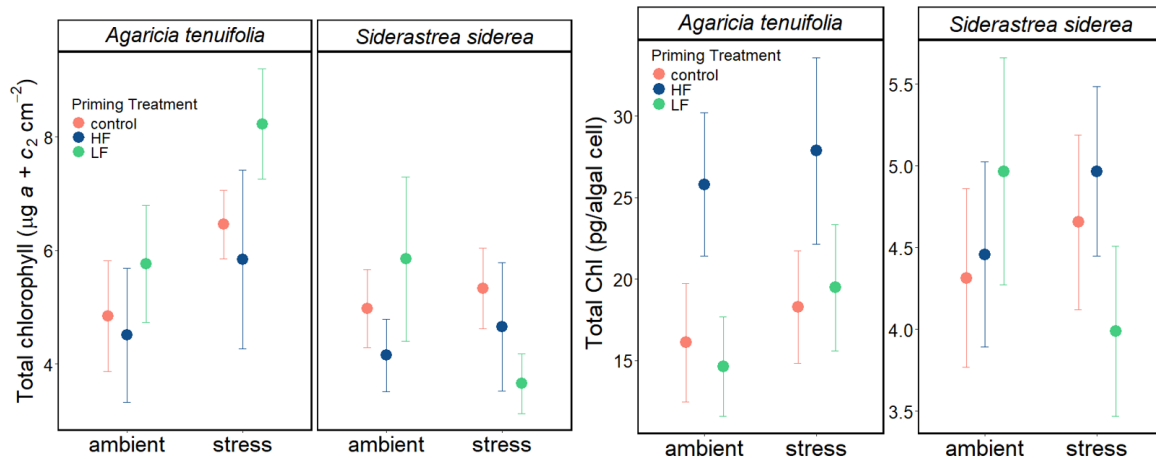 Agaricia tenuifolia
Siderastrea siderea
Total chlorophyll (µg a + c₂ cm⁻²)
8
6
4
Priming Treatment
control
HF
LF
ambient
stress
ambient
stress
Agaricia tenuifolia
Siderastrea siderea
Total Chl (pg/algal cell)
30
25
20
15
Priming Treatment
control
HF
LF
5.5
5.0
4.5
4.0
3.5
ambient
stress
ambient
stress